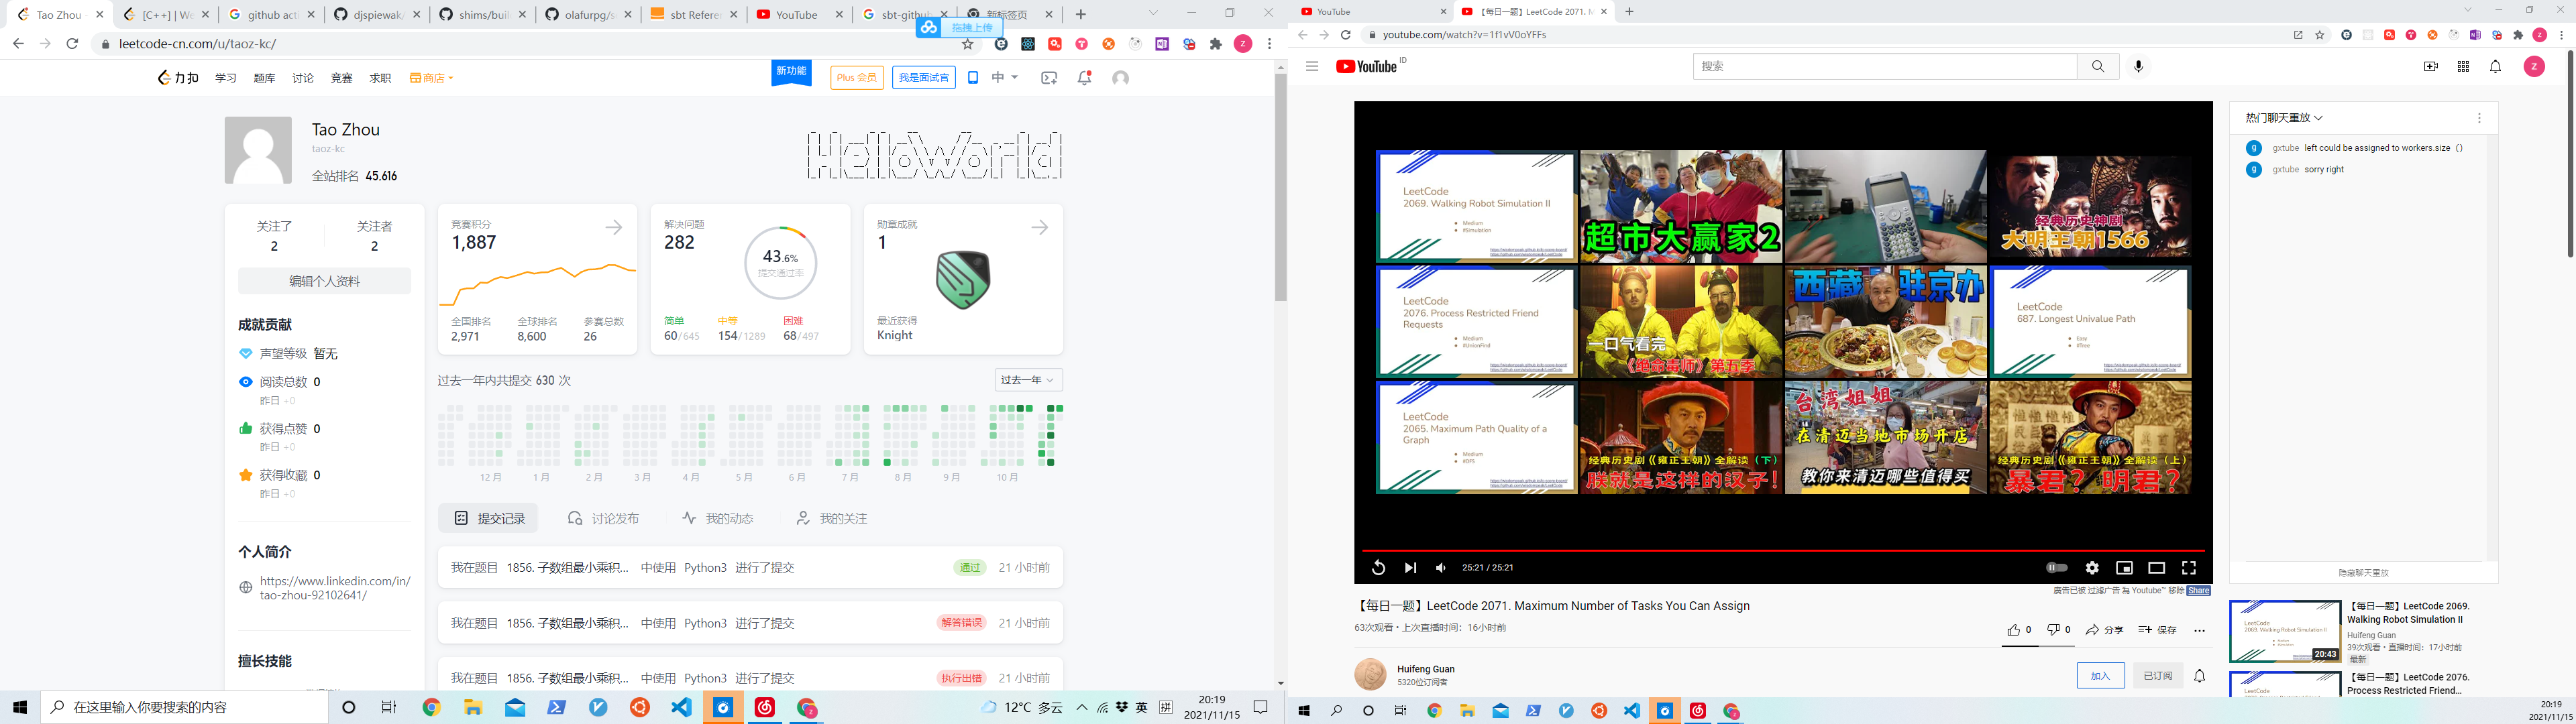 Tao Zhou
[C++] | We
github acti
djspiewak/
shims/buil
olafurpg/s
sbt Refere
YouTube
sbt-github
新标签页
拖拽上传
leetcode-cn.com/u/taoz-kc/
力扣
学习
题库
讨论
竞赛
求职
商店
新功能
Plus 会员
我是面试官
中
Tao Zhou
taoz-kc
全站排名 45.616
关注了
2
关注者
2
编辑个人资料
成就贡献
声望等级 暂无
阅读总数 0
昨日 +0
获得点赞 0
昨日 +0
获得收藏 0
昨日 +0
个人简介
https://www.linkedin.com/in/
tao-zhou-92102641/
擅长技能
竞赛积分
1,887
全国排名
2,971
全球排名
8,600
参赛总数
26
解决问题
282
43.6%
提交通过率
简单
60/645
中等
154/1289
困难
68/497
勋章成就
1
最近获得
Knight
过去一年内共提交 630 次
过去一年
12 月
1 月
2 月
3 月
4 月
5 月
6 月
7 月
8 月
9 月
10 月
提交记录
讨论发布
我的动态
我的关注
我在题目 1856. 子数组最小乘积... 中使用 Python3 进行了提交 通过 21 小时前
我在题目 1856. 子数组最小乘积... 中使用 Python3 进行了提交 解答错误 21 小时前
我在题目 1856. 子数组最小乘积... 中使用 Python3 进行了提交 执行出错 21 小时前
在这里输入你要搜索的内容
12°C 多云
英
拼
20:19
2021/11/15
YouTube
【每日一题】LeetCode 2071. M
youtube.com/watch?v=1f1vV0oYFFs
YouTube ID
搜索
Z
LeetCode
2069. Walking Robot Simulation II
Medium
#Simulation
超市大赢家2
经典历史神剧
大明王朝1566
LeetCode
2076. Process Restricted Friend
Requests
Medium
#UnionFind
一口气看完
《绝命毒师》第五季
西藏驻京办
LeetCode
687. Longest Univalue Path
Easy
#Tree
LeetCode
2065. Maximum Path Quality of a
Graph
Medium
#DFS
经典历史剧《雍正王朝》全解读（下）
朕就是这样的汉子！
台湾姐姐
在清迈当地市场开店
教你来清迈哪些值得买
经典历史剧《雍正王朝》全解读（上）
暴君？明君？
25:21 / 25:21
热门聊天重放
gxtube left could be assigned to workers.size（）
gxtube sorry right
隐藏聊天重放
廣告已被 过滤广告 為 Youtube™ 移除 Share
【每日一题】LeetCode 2071. Maximum Number of Tasks You Can Assign
63次观看 • 上次直播时间：16小时前
0
0
分享
保存
Huifeng Guan
5320位订阅者
加入
已订阅
LeetCode
2069. Walking Robot Simulation II
20:43
【每日一题】LeetCode 2069.
Walking Robot Simulation II
Huifeng Guan
39次观看 • 直播时间：17小时前
最新
LeetCode
【每日一题】LeetCode 2076.
Process Restricted Friend...
20:19
2021/11/15